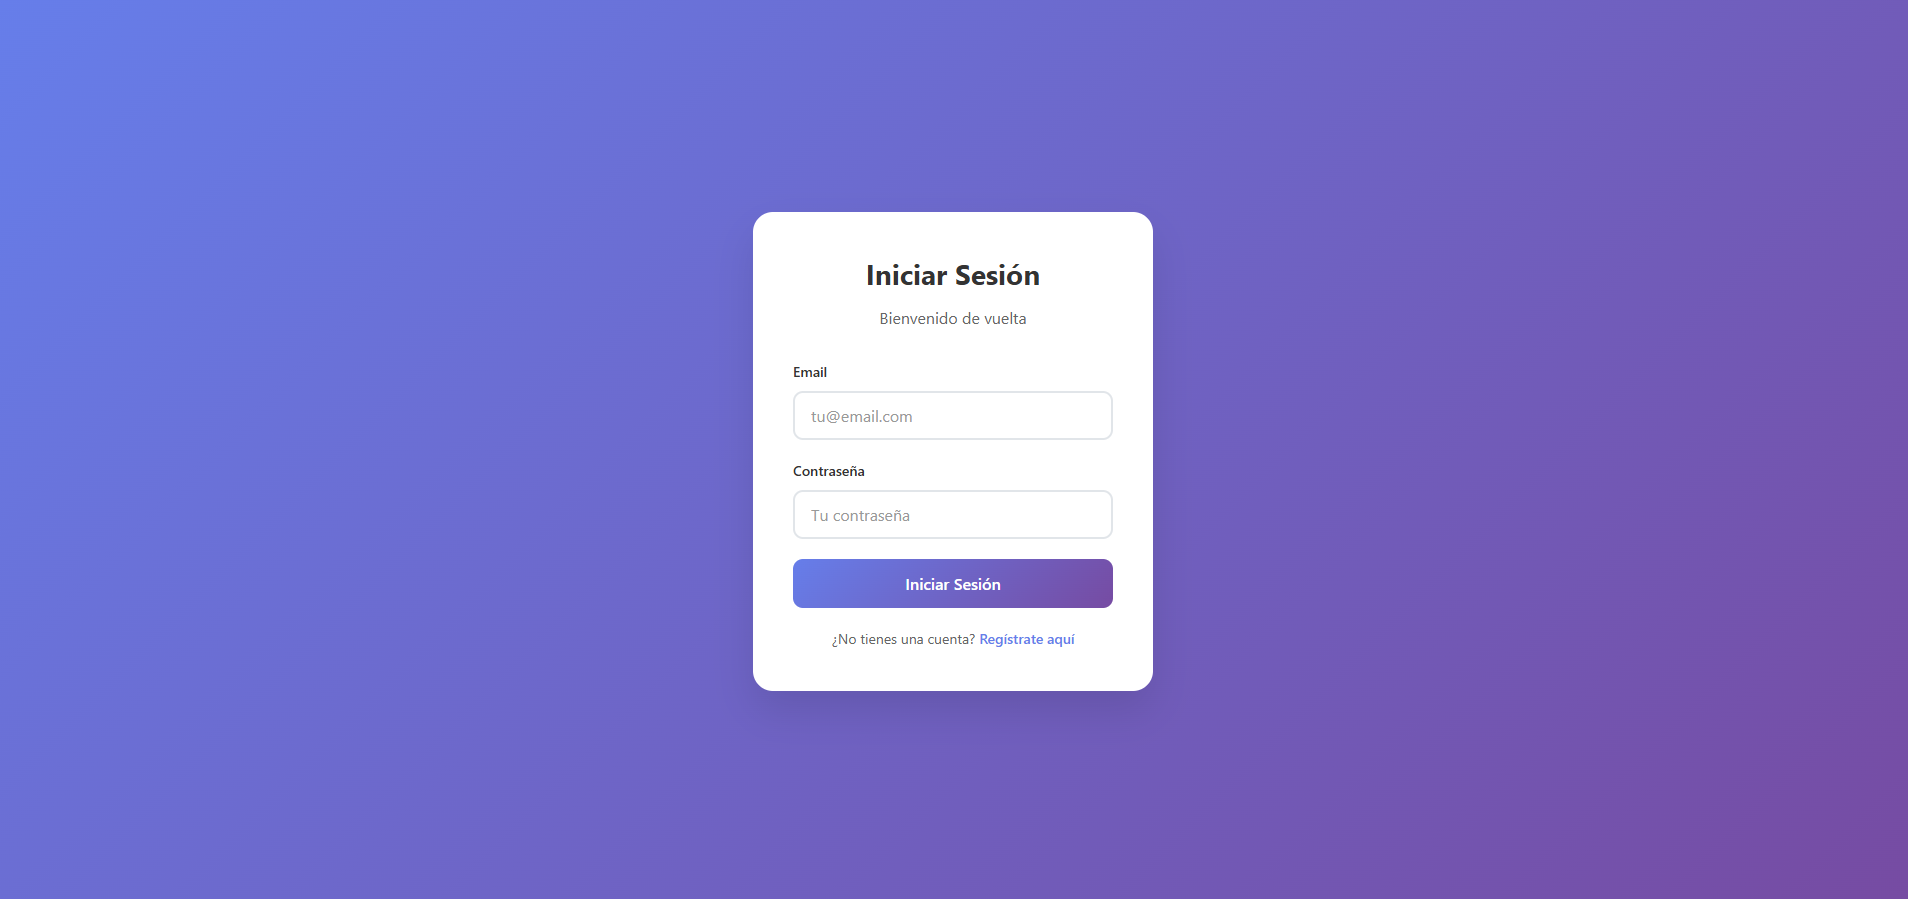 Iniciar Sesión
Bienvenido de vuelta
Email
tu@email.com
Contraseña
Tu contraseña
Iniciar Sesión
¿No tienes una cuenta? Regístrate aquí